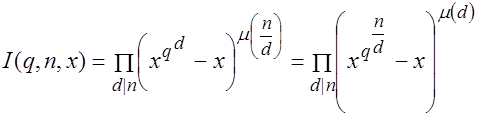 I(q, n, x) = ∏_{d|n} (x^{q^d} − x)^{μ(n/d)} = ∏_{d|n} (x^{q^{n/d}} − x)^{μ(d)}